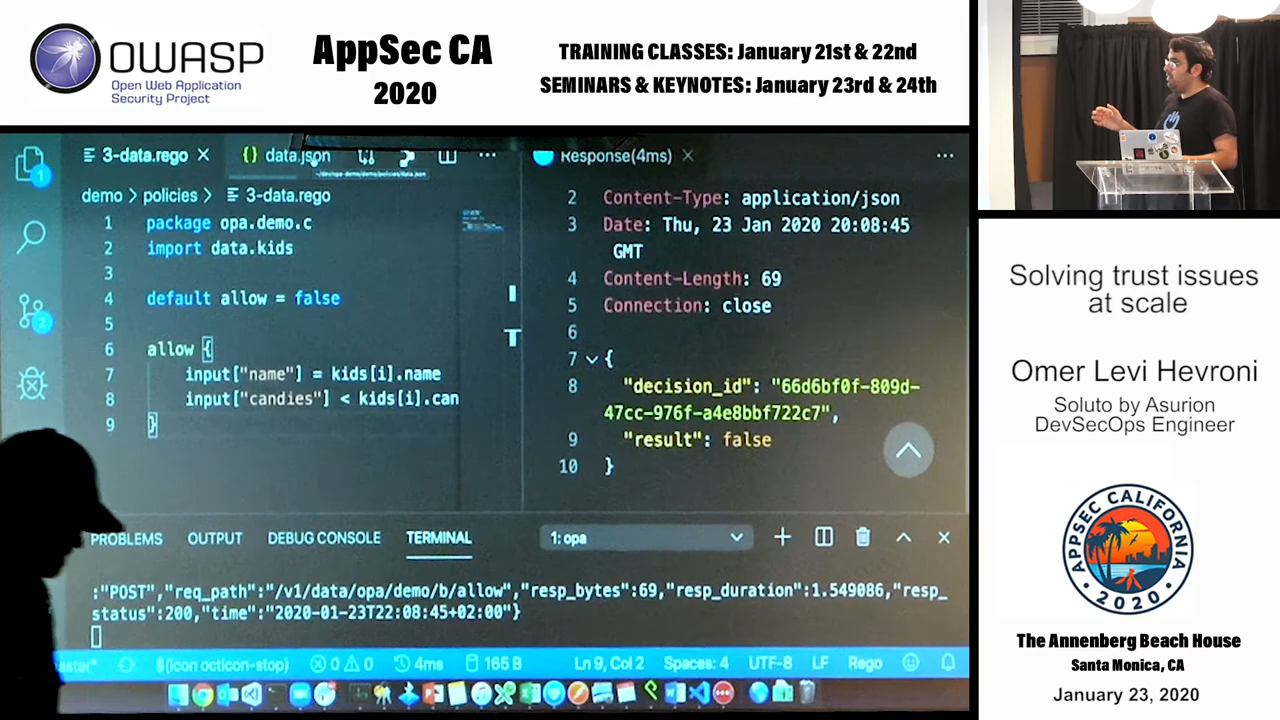 OWASP
Open Web Application
Security Project
AppSec CA
2020
TRAINING CLASSES: January 21st & 22nd
SEMINARS & KEYNOTES: January 23rd & 24th
3-data.rego
{} data.json
demo > policies > 3-data.rego
1 package opa.demo.c
2 import data.kids
3
4 default allow = false
5
6 allow {
7 input["name"] = kids[i].name
8 input["candies"] < kids[i].can
9 }
Response(4ms)
2 Content-Type: application/json
3 Date: Thu, 23 Jan 2020 20:08:45
GMT
4 Content-Length: 69
5 Connection: close
6
7 {
8 "decision_id": "66d6bf0f-809d-
47cc-976f-a4e8bbf722c7",
9 "result": false
10 }
PROBLEMS OUTPUT DEBUG CONSOLE TERMINAL 1: opa
:"POST","req_path":"/v1/data/opa/demo/b/allow","resp_bytes":69,"resp_duration":1.549086,"resp_
status":200,"time":"2020-01-23T22:08:45+02:00"}
$(icon octicon-stop) 0 0 4ms 165 B Ln 9, Col 2 Spaces: 4 UTF-8 LF Rego
Solving trust issues
at scale
Omer Levi Hevroni
Soluto by Asurion
DevSecOps Engineer
APPSEC CALIFORNIA
2020
The Annenberg Beach House
Santa Monica, CA
January 23, 2020